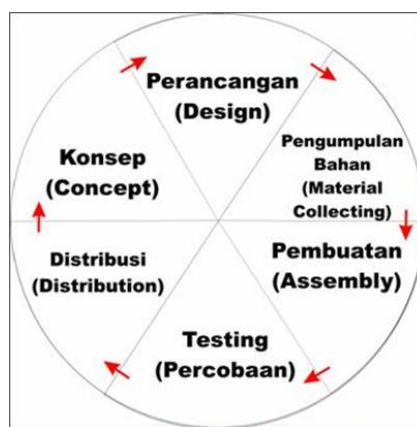 Perancangan
(Design)
Pengumpulan
Bahan
(Material
Collecting)
Pembuatan
(Assembly)
Testing
(Percobaan)
Distribusi
(Distribution)
Konsep
(Concept)